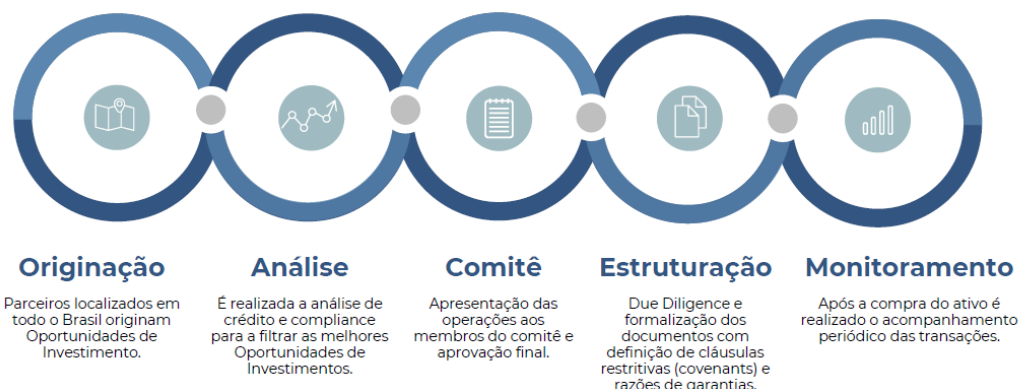 Originação
Parceiros localizados em
todo o Brasil originam
Oportunidades de
Investimento.
Análise
É realizada a análise de
crédito e compliance
para a filtrar as melhores
Oportunidades de
Investimentos.
Comitê
Apresentação das
operações aos
membros do comitê e
aprovação final.
Estruturação
Due Diligence e
formalização dos
documentos com
definição de cláusulas
restritivas (covenants) e
razões de garantias.
Monitoramento
Após a compra do ativo é
realizado o acompanhamento
periódico das transações.